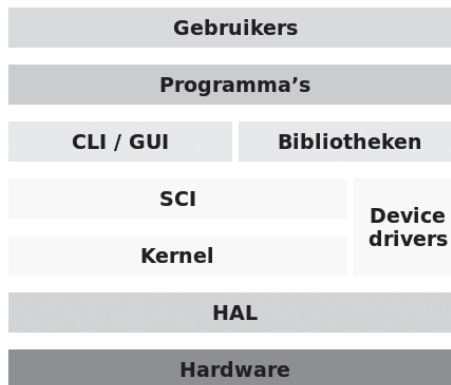 Gebruikers
Programma’s
CLI / GUI
Bibliotheken
SCI
Device
drivers
Kernel
HAL
Hardware